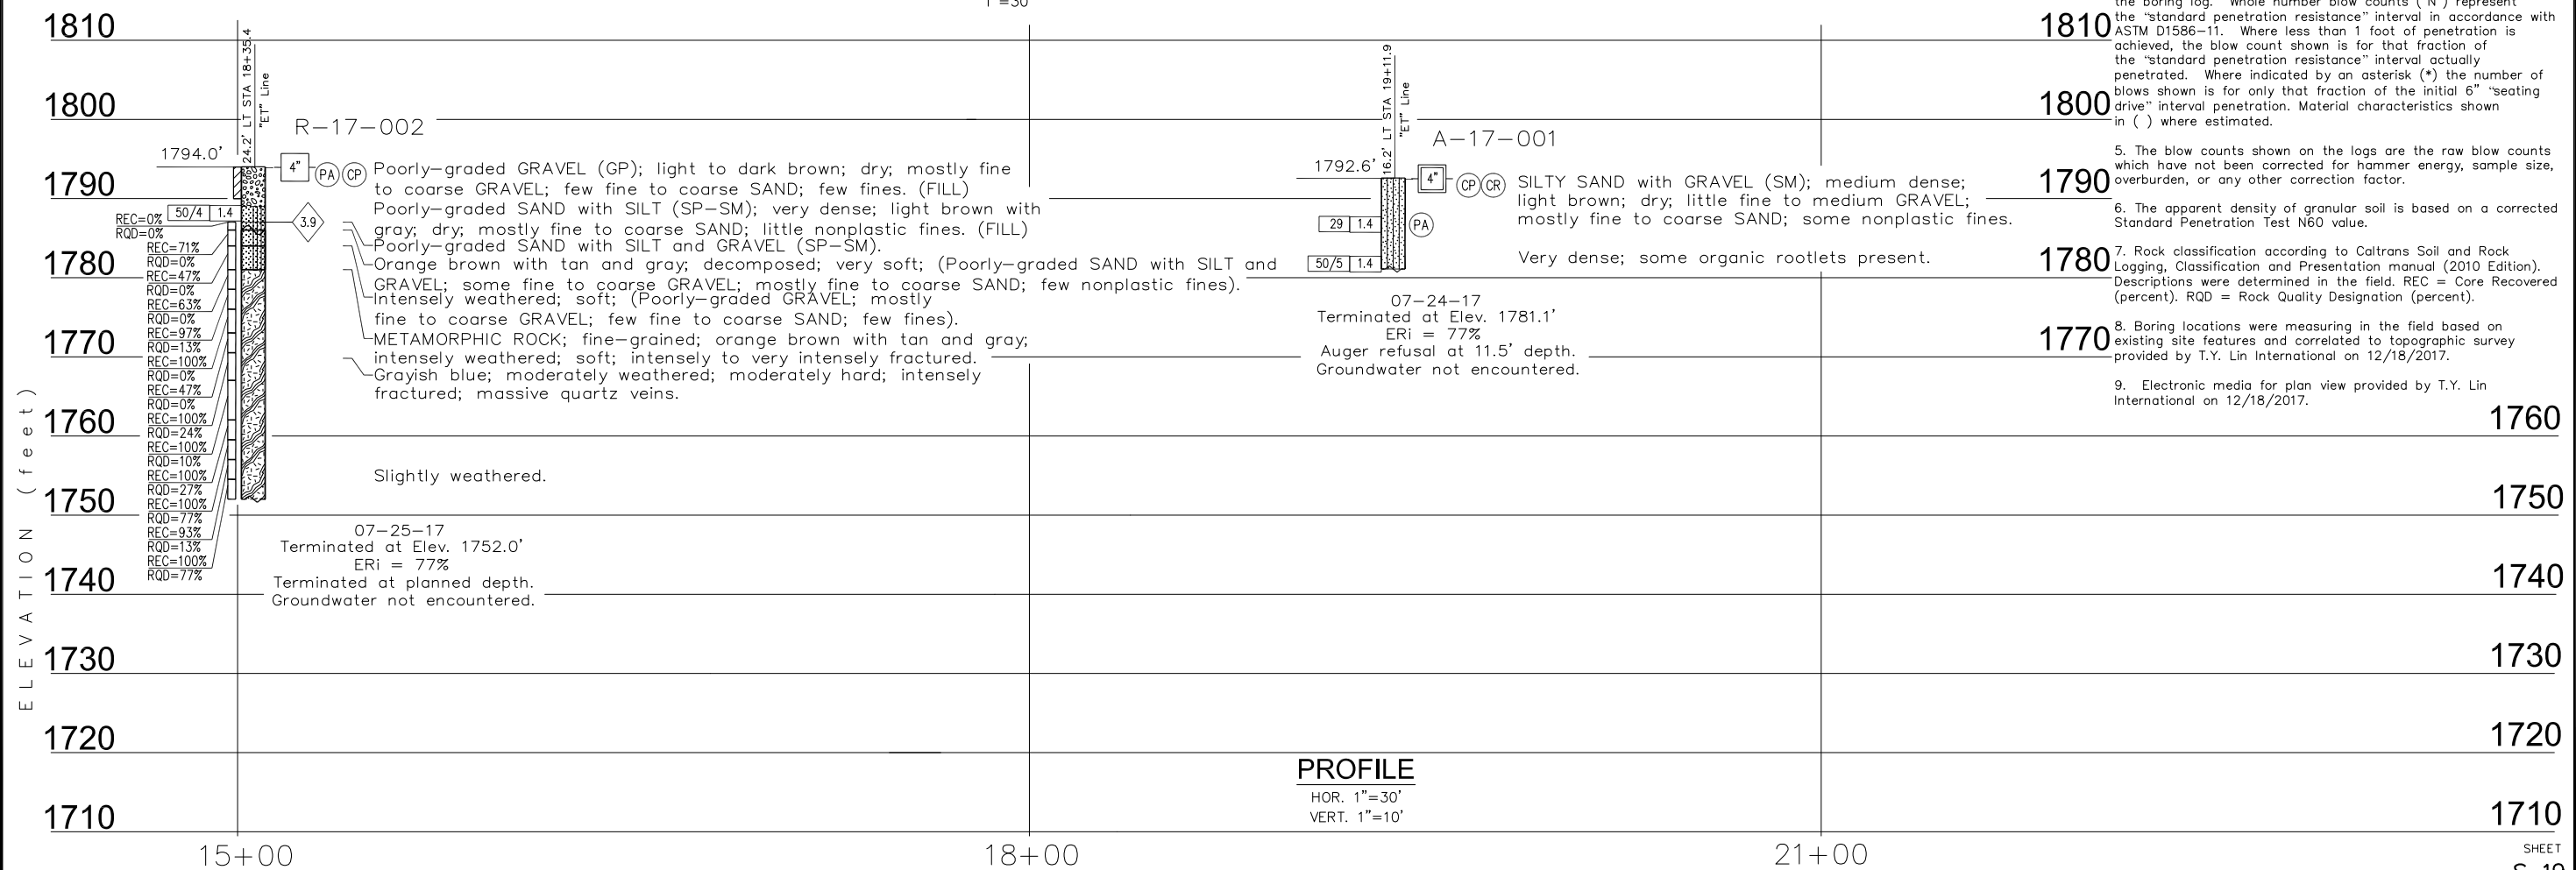 1"=30'
1810
1800
1790
1780
1770
1760
1750
1740
1730
1720
1710
ELEVATION (feet)
24.2' LT STA 18+35.4
"ET" Line
R-17-002
1794.0'
4"
PA
CP
50/4
1.4
3.9
Poorly-graded GRAVEL (GP); light to dark brown; dry; mostly fine
to coarse GRAVEL; few fine to coarse SAND; few fines. (FILL)
Poorly-graded SAND with SILT (SP-SM); very dense; light brown with
gray; dry; mostly fine to coarse SAND; little nonplastic fines. (FILL)
Poorly-graded SAND with SILT and GRAVEL (SP-SM).
Orange brown with tan and gray; decomposed; very soft; (Poorly-graded SAND with SILT and
GRAVEL; some fine to coarse GRAVEL; mostly fine to coarse SAND; few nonplastic fines).
Intensely weathered; soft; (Poorly-graded GRAVEL; mostly
fine to coarse GRAVEL; few fine to coarse SAND; few fines).
METAMORPHIC ROCK; fine-grained; orange brown with tan and gray;
intensely weathered; soft; intensely to very intensely fractured.
Grayish blue; moderately weathered; moderately hard; intensely
fractured; massive quartz veins.
Slightly weathered.
REC=0%
RQD=0%
REC=71%
RQD=0%
REC=47%
RQD=0%
REC=63%
RQD=0%
REC=97%
RQD=13%
REC=100%
RQD=0%
REC=47%
RQD=0%
REC=100%
RQD=24%
REC=100%
RQD=10%
REC=100%
RQD=27%
REC=100%
RQD=77%
REC=93%
RQD=13%
REC=100%
RQD=77%
07-25-17
Terminated at Elev. 1752.0'
ERi = 77%
Terminated at planned depth.
Groundwater not encountered.
16.2' LT STA 19+11.9
"ET" Line
A-17-001
1792.6'
4"
CP
CR
29
1.4
PA
50/5
1.4
SILTY SAND with GRAVEL (SM); medium dense;
light brown; dry; little fine to medium GRAVEL;
mostly fine to coarse SAND; some nonplastic fines.
Very dense; some organic rootlets present.
07-24-17
Terminated at Elev. 1781.1'
ERi = 77%
Auger refusal at 11.5' depth.
Groundwater not encountered.
1810
1800
1790
1780
1770
1760
1750
1740
1730
1720
1710
the boring log. Whole number blow counts ("N") represent
the "standard penetration resistance" interval in accordance with
ASTM D1586-11. Where less than 1 foot of penetration is
achieved, the blow count shown is for that fraction of
the "standard penetration resistance" interval actually
penetrated. Where indicated by an asterisk (*) the number of
blows shown is for only that fraction of the initial 6" "seating
drive" interval penetration. Material characteristics shown
in ( ) where estimated.
5. The blow counts shown on the logs are the raw blow counts
which have not been corrected for hammer energy, sample size,
overburden, or any other correction factor.
6. The apparent density of granular soil is based on a corrected
Standard Penetration Test N60 value.
7. Rock classification according to Caltrans Soil and Rock
Logging, Classification and Presentation manual (2010 Edition).
Descriptions were determined in the field. REC = Core Recovered
(percent). RQD = Rock Quality Designation (percent).
8. Boring locations were measuring in the field based on
existing site features and correlated to topographic survey
provided by T.Y. Lin International on 12/18/2017.
9. Electronic media for plan view provided by T.Y. Lin
International on 12/18/2017.
PROFILE
HOR. 1"=30'
VERT. 1"=10'
15+00
18+00
21+00
SHEET